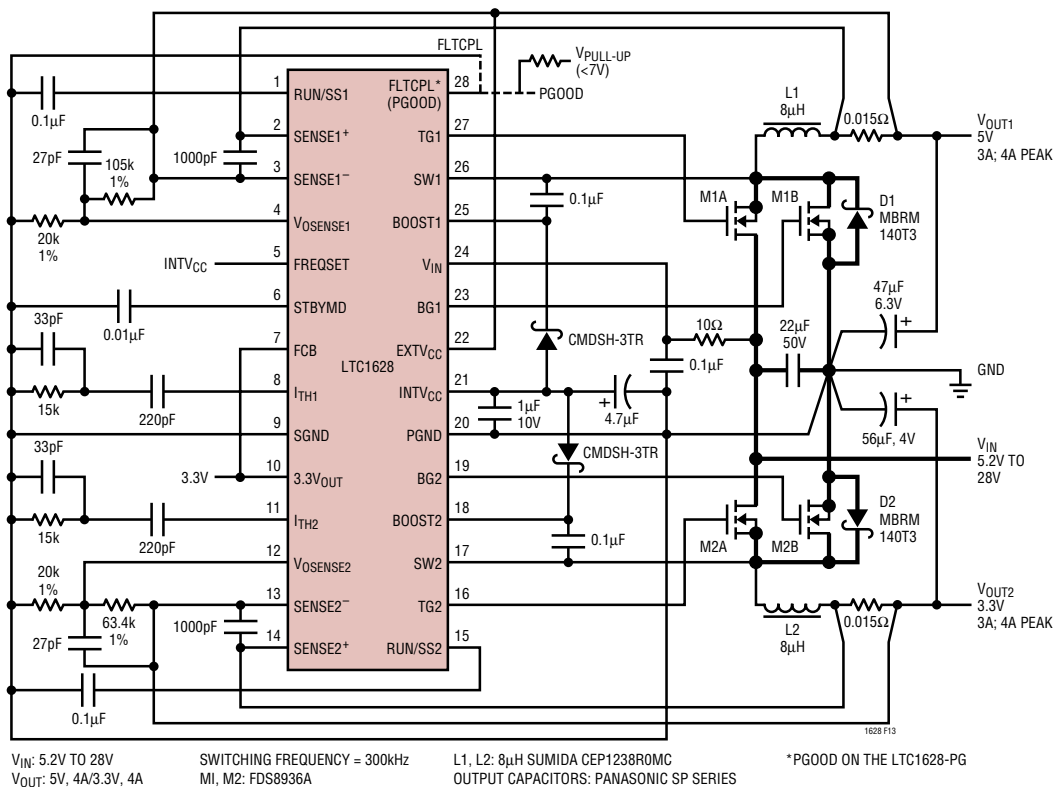 FLTCPL
VPULL-UP
(<7V)
PGOOD
1
RUN/SS1
FLTCPL*
(PGOOD)
28
0.1µF
2
SENSE1+
TG1
27
L1
8µH
0.015Ω
VOUT1
5V
3A; 4A PEAK
27pF
105k
1%
1000pF
3
SENSE1−
SW1
26
0.1µF
M1A
M1B
D1
MBRM
140T3
20k
1%
4
VOSENSE1
BOOST1
25
INTVCC
5
FREQSET
VIN
24
6
STBYMD
BG1
23
33pF
0.01µF
10Ω
22µF
50V
47µF
6.3V
CMDSH-3TR
7
FCB
EXTVCC
22
LTC1628
0.1µF
GND
15k
220pF
8
ITH1
INTVCC
21
1µF
10V
4.7µF
+
+
+
56µF, 4V
9
SGND
PGND
20
33pF
CMDSH-3TR
VIN
5.2V TO
28V
3.3V
10
3.3VOUT
BG2
19
15k
220pF
11
ITH2
BOOST2
18
0.1µF
M2A
M2B
D2
MBRM
140T3
12
VOSENSE2
SW2
17
20k
1%
13
SENSE2−
TG2
16
63.4k
1%
27pF
1000pF
14
SENSE2+
RUN/SS2
15
L2
8µH
0.015Ω
VOUT2
3.3V
3A; 4A PEAK
0.1µF
1628 F13
VIN: 5.2V TO 28V
VOUT: 5V, 4A/3.3V, 4A
SWITCHING FREQUENCY = 300kHz
MI, M2: FDS8936A
L1, L2: 8µH SUMIDA CEP1238R0MC
OUTPUT CAPACITORS: PANASONIC SP SERIES
*PGOOD ON THE LTC1628-PG